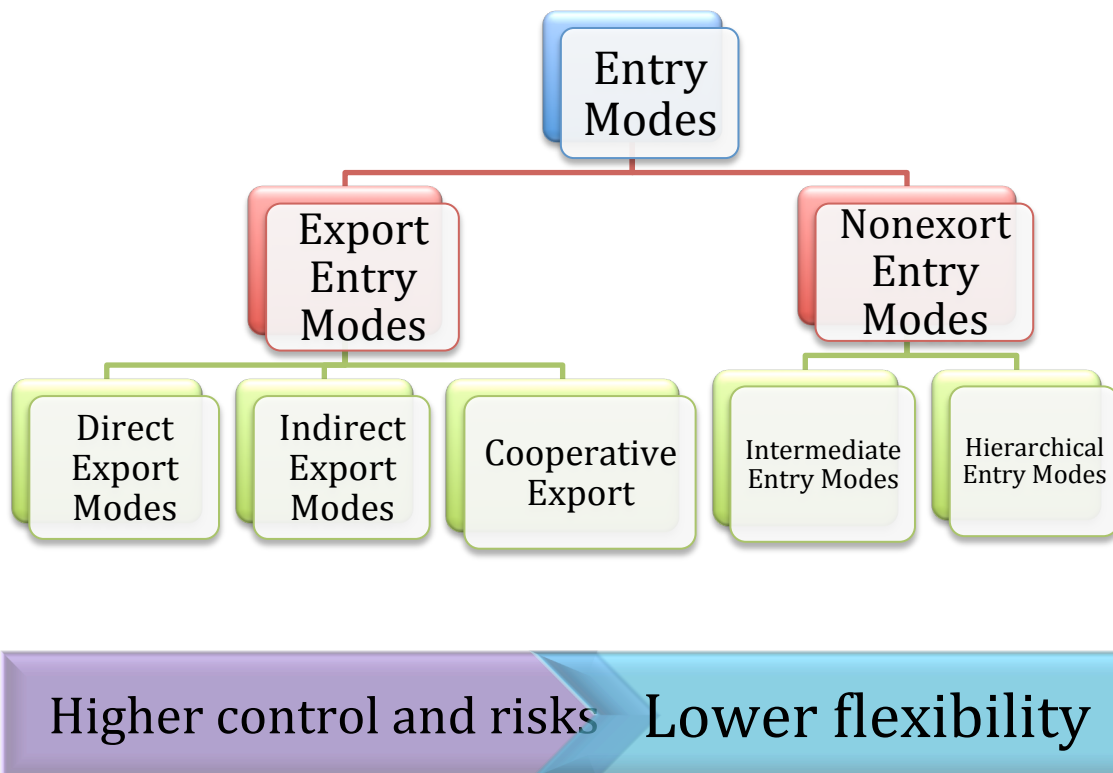 Entry
Modes
Export
Entry
Modes
Nonexort
Entry
Modes
Direct
Export
Modes
Indirect
Export
Modes
Cooperative
Export
Intermediate
Entry Modes
Hierarchical
Entry Modes
Higher control and risks
Lower flexibility